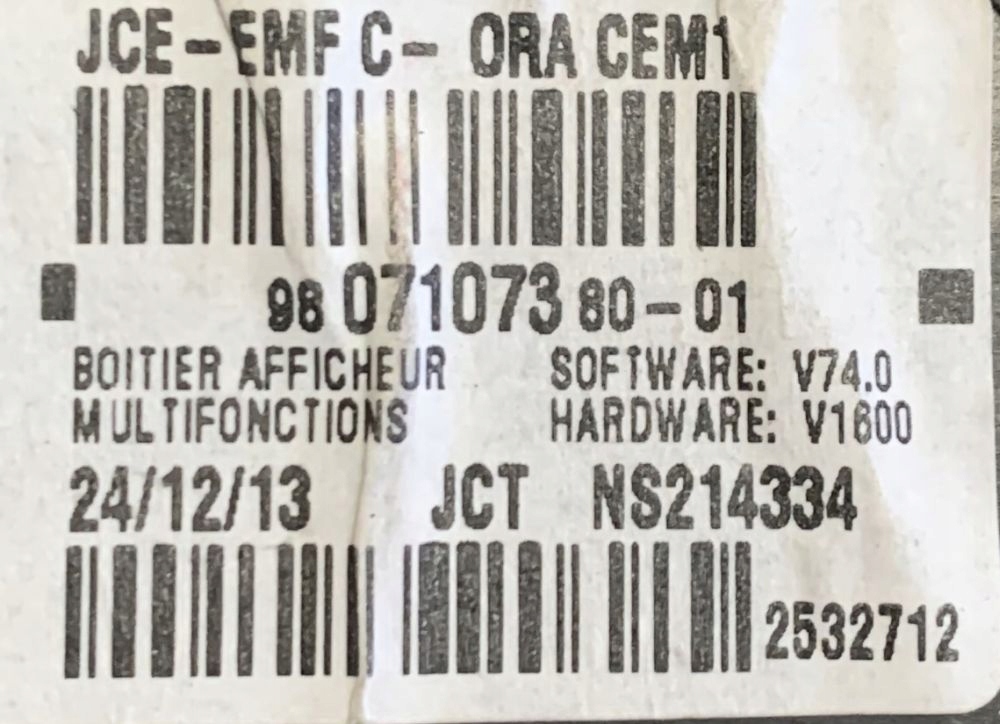 JCE-EMF C- ORA CEM1
98 071073 80-01
BOITIER AFFICHEUR SOFTWARE: V74.0
MULTIFONCTIONS HARDWARE: V1600
24/12/13 JCT NS214334
2532712